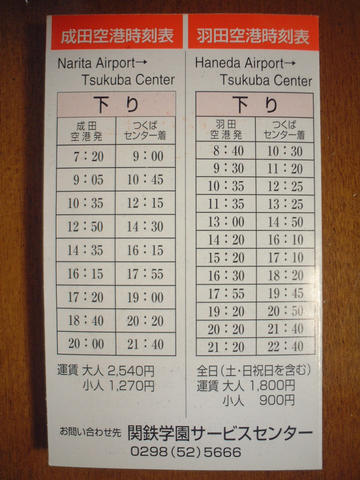 成田空港時刻表
Narita Airport→
Tsukuba Center
下り
成田空港発 つくばセンター着
7:20 9:00
9:05 10:45
10:35 12:15
12:50 14:30
14:35 16:15
16:15 17:55
17:20 19:00
18:40 20:20
20:00 21:40
運賃 大人 2,540円
小人 1,270円
羽田空港時刻表
Haneda Airport→
Tsukuba Center
下り
羽田空港発 つくばセンター着
8:40 10:30
9:30 11:20
10:35 12:25
11:35 13:25
13:00 14:50
14:20 16:10
15:20 17:10
16:30 18:20
17:55 19:45
19:20 20:50
20:20 21:40
21:20 22:40
全日(土・日祝日を含む)
運賃 大人 1,800円
小人 900円
お問い合わせ先 関鉄学園サービスセンター
0298(52)5666